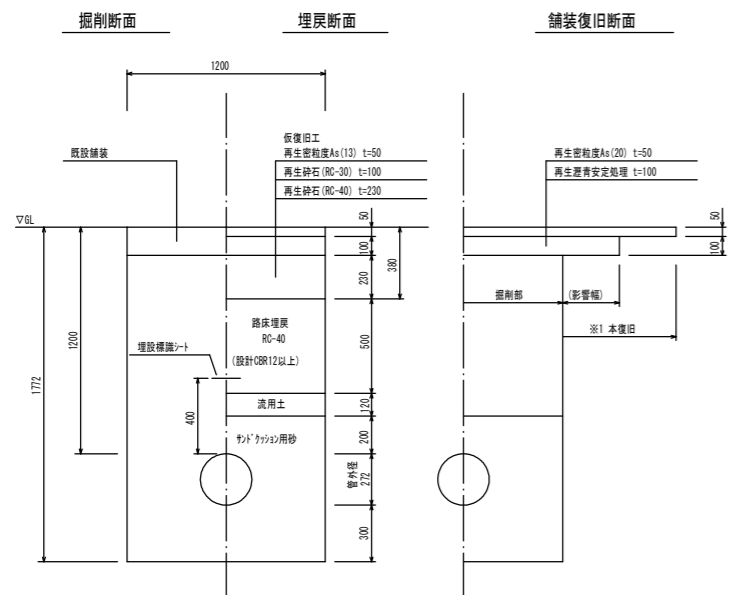 掘削断面
埋戻断面
舗装復旧断面
1200
既設舗装
仮復旧工
再生密粒度As(13) t=50
再生砕石(RC-30) t=100
再生砕石(RC-40) t=230
再生密粒度As(20) t=50
再生瀝青安定処理 t=100
▽GL
50
100
230
380
50
100
掘削部
(影響幅)
※1 本復旧
路床埋戻
RC-40
(設計CBR12以上)
500
1200
1772
埋設標識シート
400
流用土
120
サンドクッション用砂
200
管外径
272
300